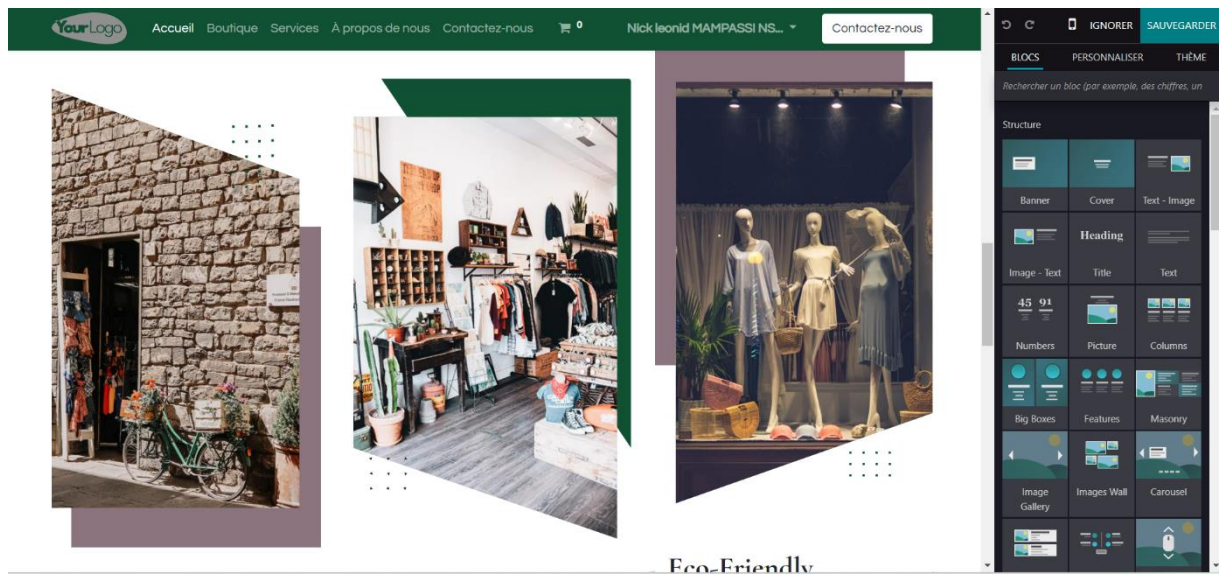 YourLogo
Accueil Boutique Services À propos de nous Contactez-nous 0 Nick leonid MAMPASSI NS... Contactez-nous
IGNORER SAUVEGARDER
BLOCS PERSONNALISER THÈME
Rechercher un bloc (par exemple, des chiffres, un
Structure
Banner Cover Text - Image
Heading
Image - Text Title Text
45 91
Numbers Picture Columns
Big Boxes Features Masonry
Image Gallery Images Wall Carousel
Eco-Friendly